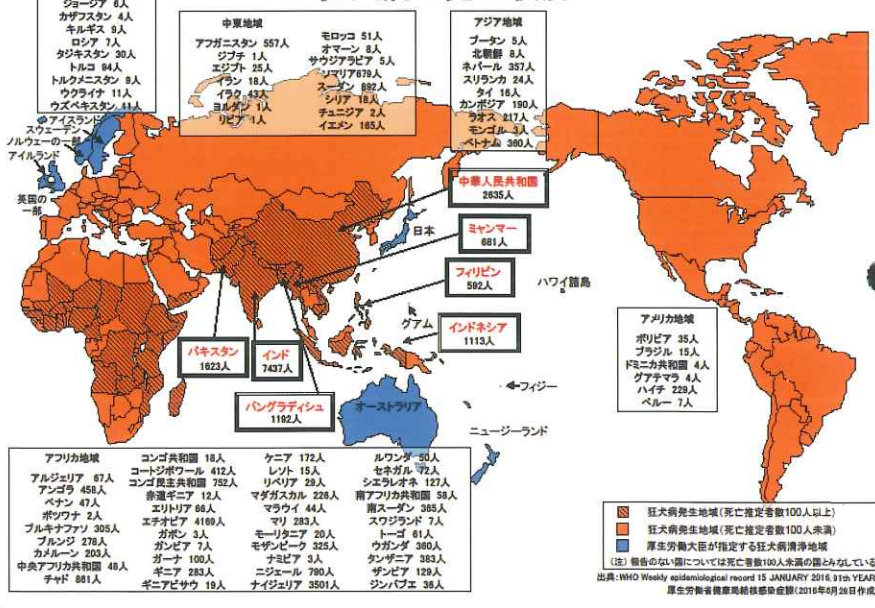 ジョージア 6人
カザフスタン 4人
キルギス 9人
ロシア 7人
タジキスタン 30人
トルコ 94人
トルクメニスタン 9人
ウクライナ 11人
ウズベキスタン 41人
中東地域
アフガニスタン 557人
ジブチ 1人
エジプト 25人
イラン 18人
イラク 43人
ヨルダン 1人
リビア 1人
モロッコ 51人
オマーン 8人
サウジアラビア 5人
ソマリア 679人
スーダン 892人
シリア 18人
チュニジア 2人
イエメン 165人
アジア地域
ブータン 5人
北朝鮮 8人
ネパール 357人
スリランカ 24人
タイ 16人
カンボジア 190人
ラオス 217人
モンゴル 3人
ベトナム 360人
アイスランド
スウェーデン
ノルウェーの一部
アイルランド
英国の
一部
中華人民共和国
2635人
日本
ミャンマー
681人
フィリピン
592人
ハワイ諸島
グアム
インドネシア
1113人
パキスタン
1623人
インド
7437人
バングラディシュ
1192人
オーストラリア
フィジー
ニュージーランド
アメリカ地域
ボリビア 35人
ブラジル 15人
ドミニカ共和国 4人
グアテマラ 4人
ハイチ 229人
ペルー 7人
アフリカ地域
アルジェリア 67人
アンゴラ 458人
ベナン 47人
ボツワナ 2人
ブルキナファソ 305人
ブルンジ 278人
カメルーン 203人
中央アフリカ共和国 48人
チャド 861人
コンゴ共和国 18人
コートジボワール 412人
コンゴ民主共和国 752人
赤道ギニア 12人
エリトリア 66人
エチオピア 4169人
ガボン 3人
ガンビア 7人
ガーナ 100人
ギニア 283人
ギニアビサウ 19人
ケニア 172人
レソト 15人
リベリア 29人
マダガスカル 226人
マラウイ 44人
マリ 283人
モーリタニア 20人
モザンビーク 325人
ナミビア 3人
ニジェール 790人
ナイジェリア 3501人
ルワンダ 50人
セネガル 72人
シエラレオネ 127人
南アフリカ共和国 58人
南スーダン 365人
スワジランド 7人
トーゴ 61人
ウガンダ 360人
タンザニア 383人
ザンビア 129人
ジンバブエ 36人
狂犬病発生地域(死亡推定者数100人以上)
狂犬病発生地域(死亡推定者数100人未満)
厚生労働大臣が指定する狂犬病清浄地域
(注) 報告のない国については死亡者数100人未満の国とみなしている
出典:WHO Weekly epidemiological record 15 JANUARY 2016, 91th YEAR
厚生労働省健康局結核感染症課(2016年6月28日作成